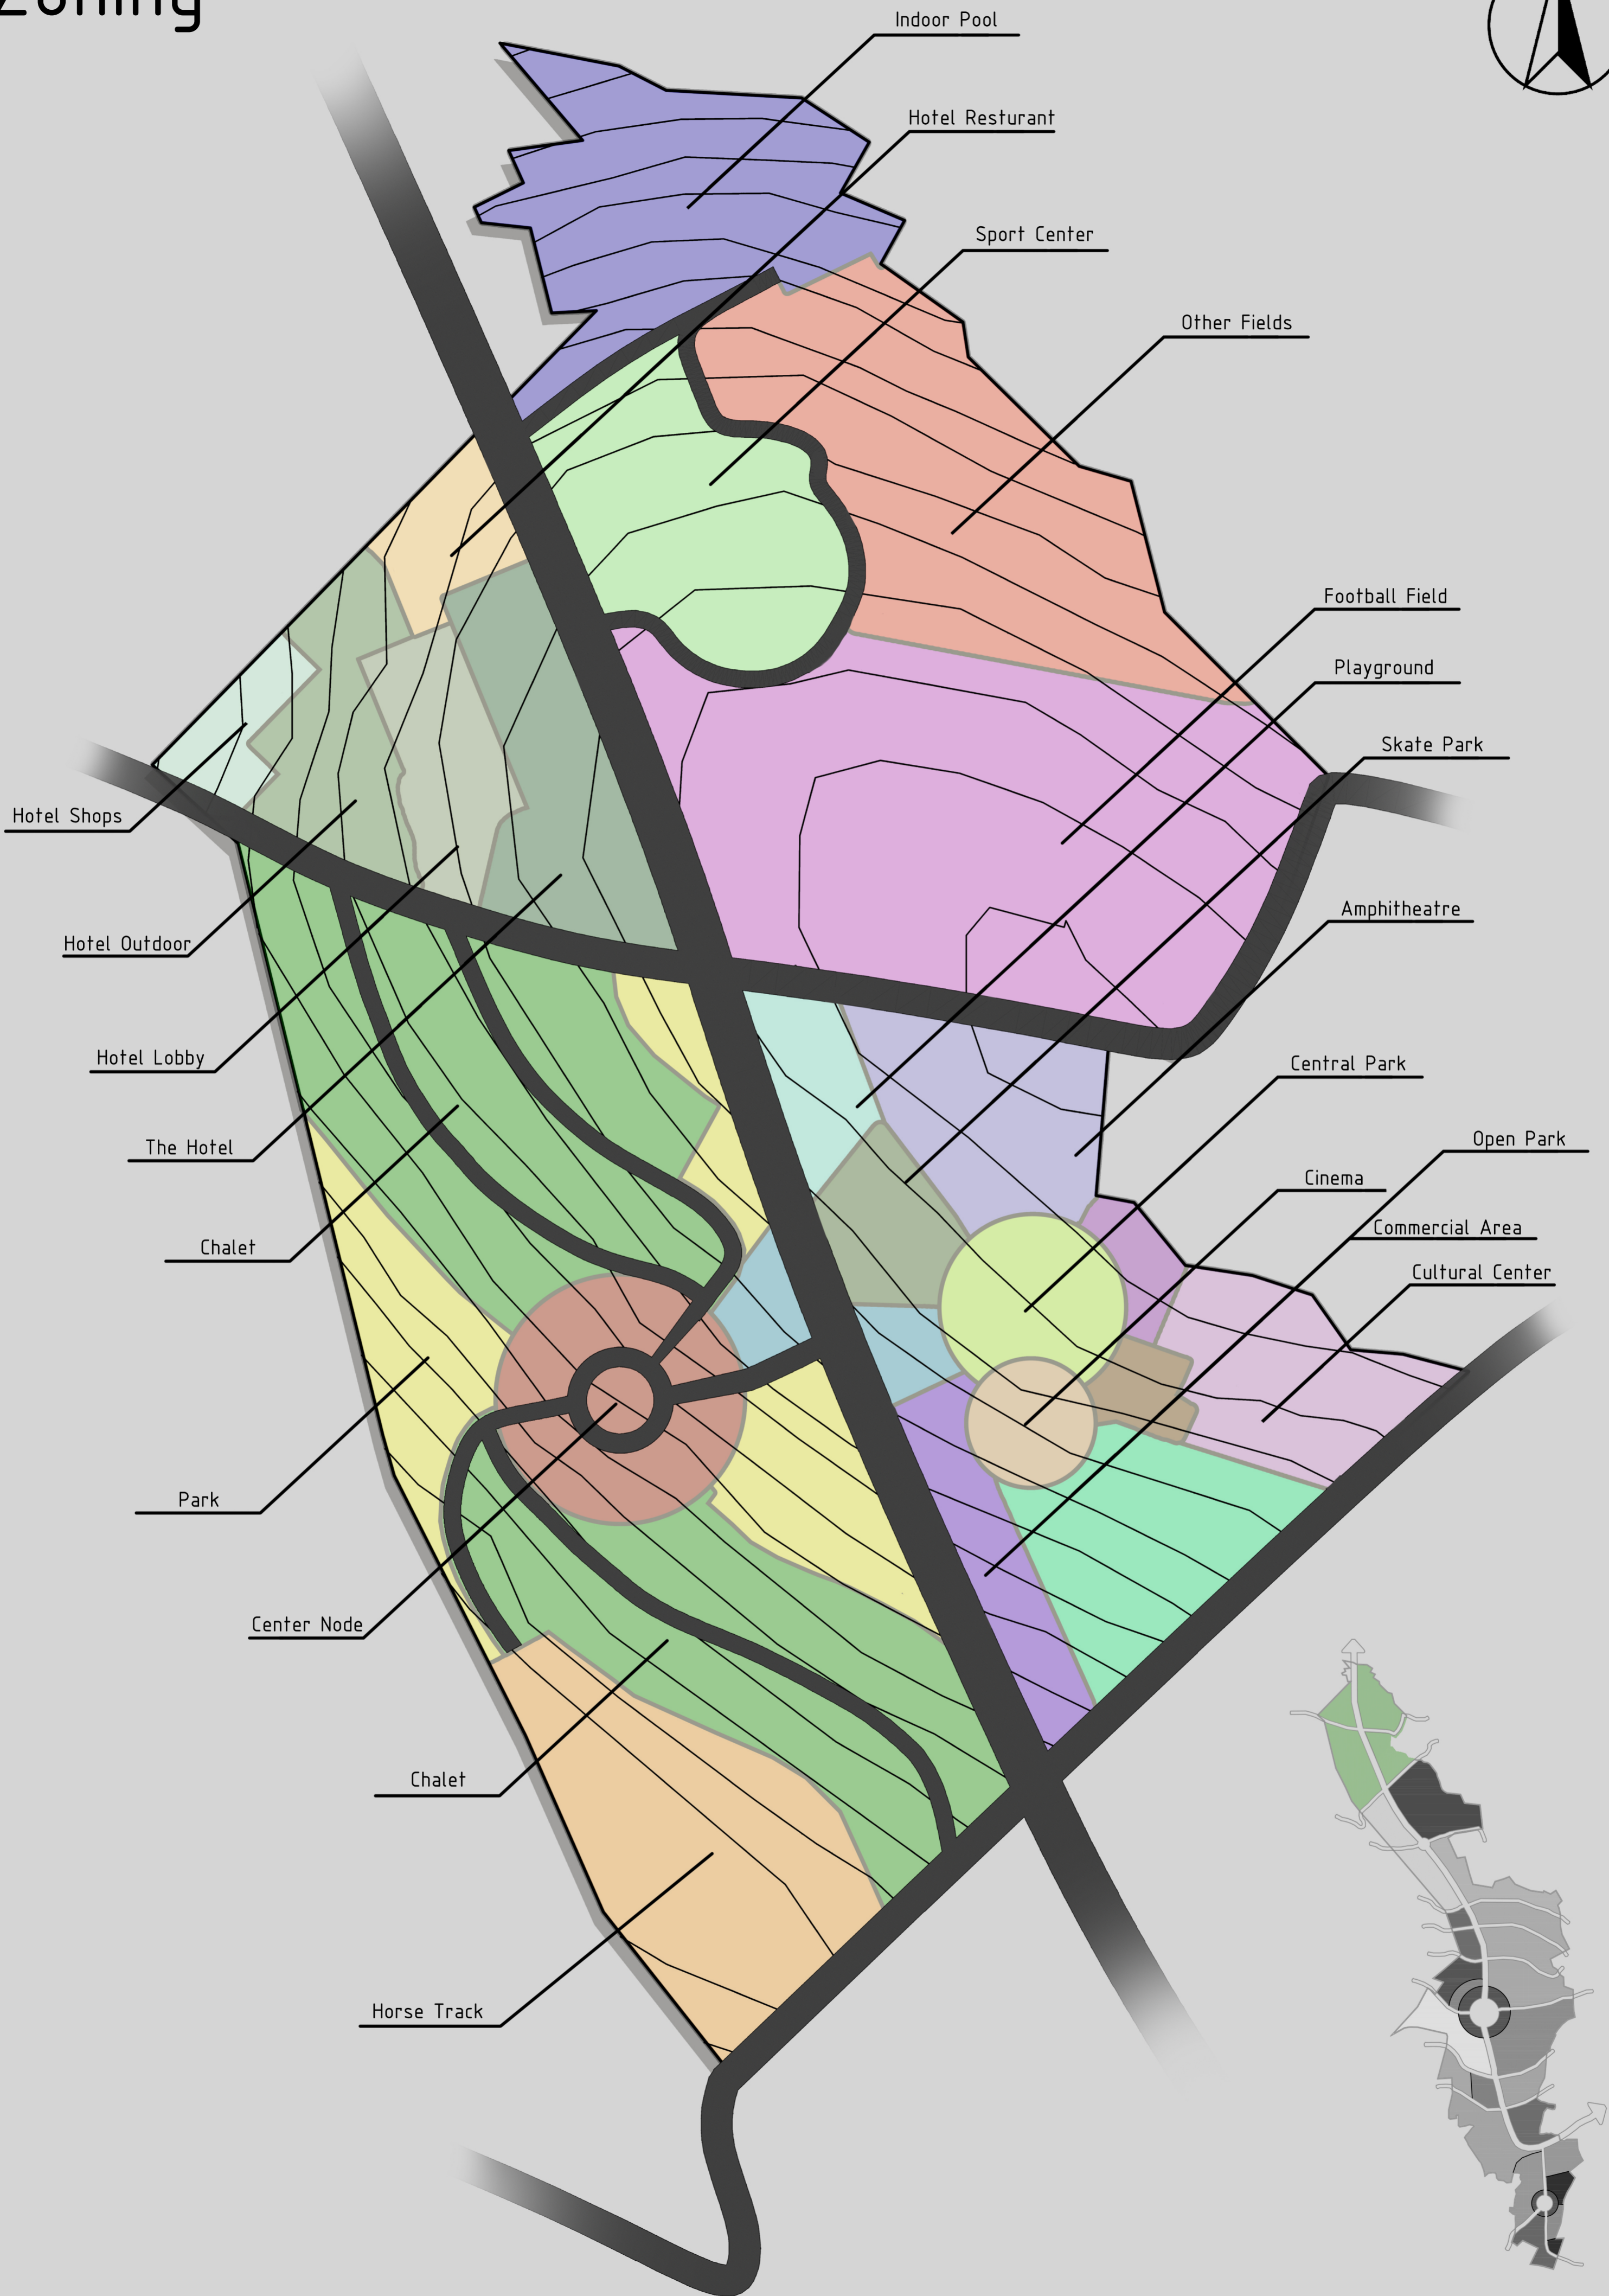 Zoning
Indoor Pool
Hotel Resturant
Sport Center
Other Fields
Football Field
Playground
Skate Park
Hotel Shops
Amphitheatre
Hotel Outdoor
Hotel Lobby
Central Park
The Hotel
Open Park
Cinema
Chalet
Commercial Area
Cultural Center
Park
Center Node
Chalet
Horse Track